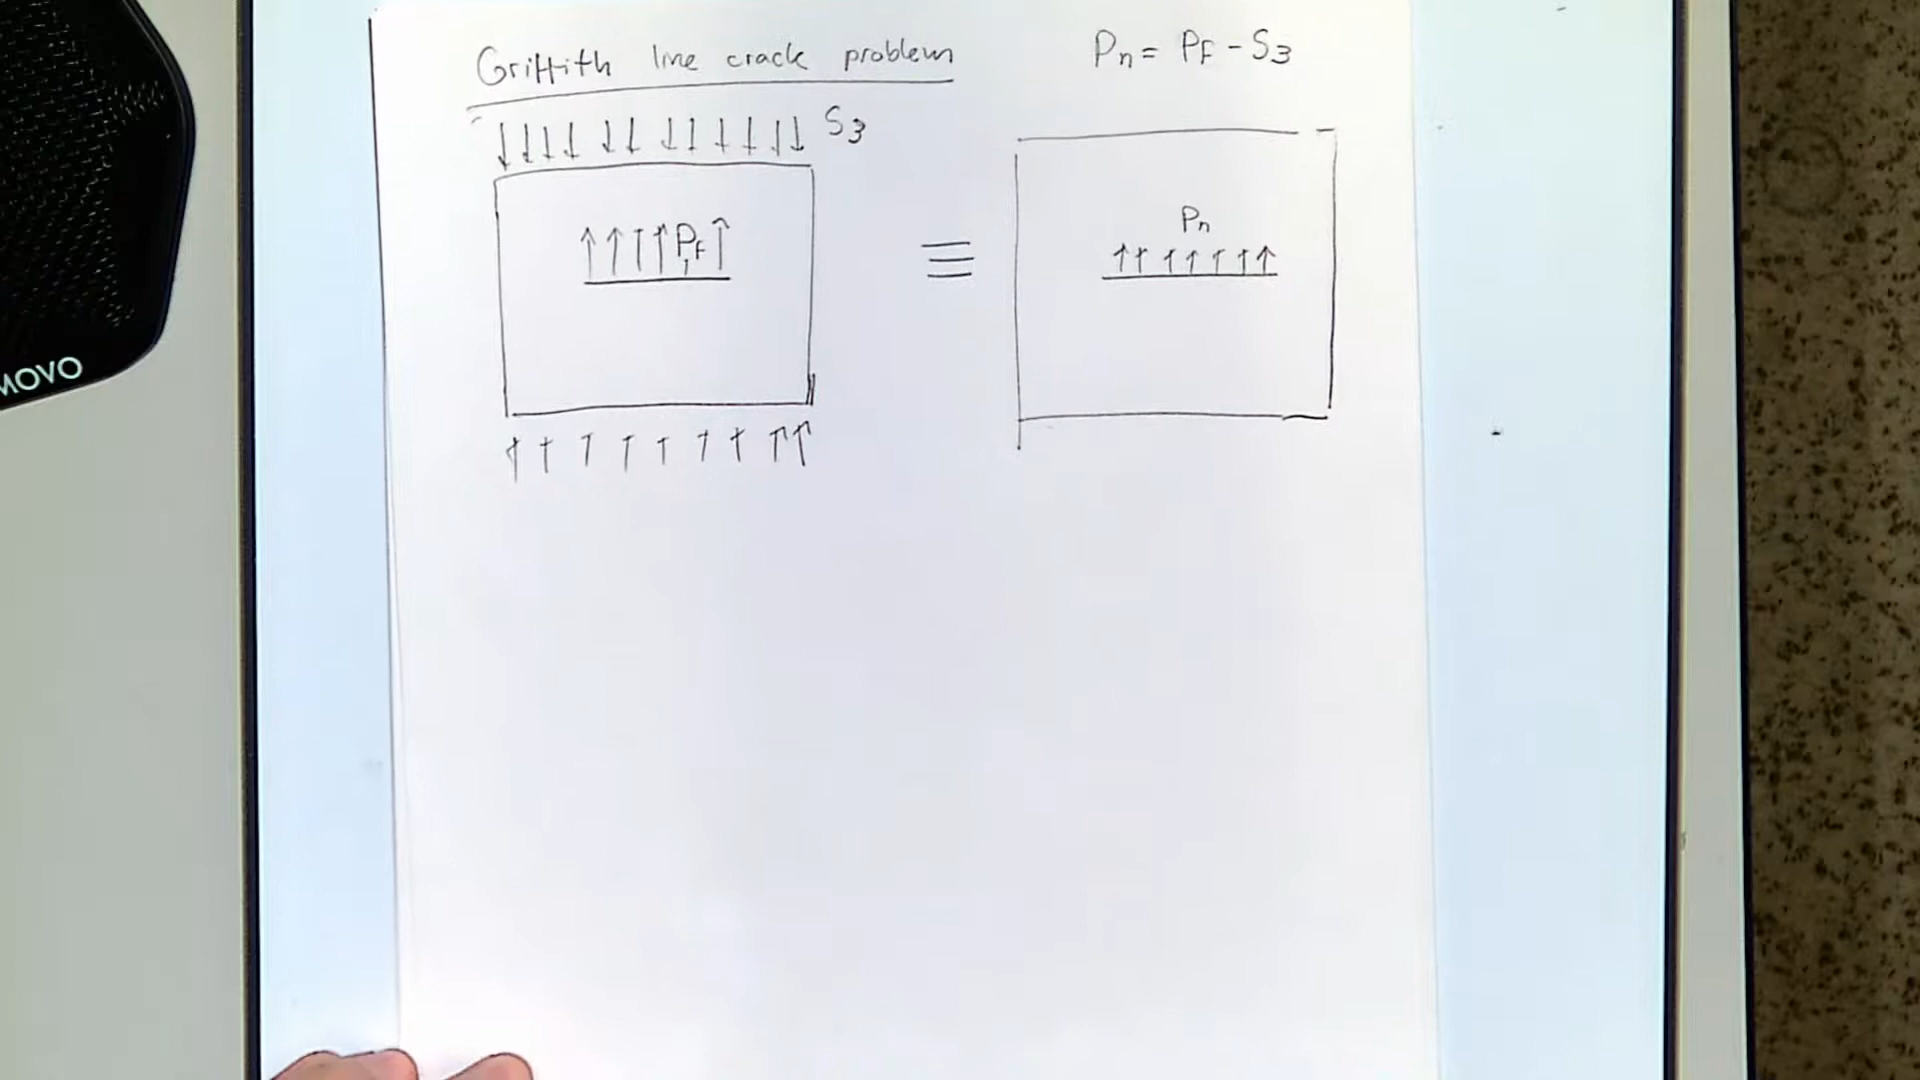 Griffith line crack problem
Pn = PF - S3
S3
PF
≡
Pn
MOVO